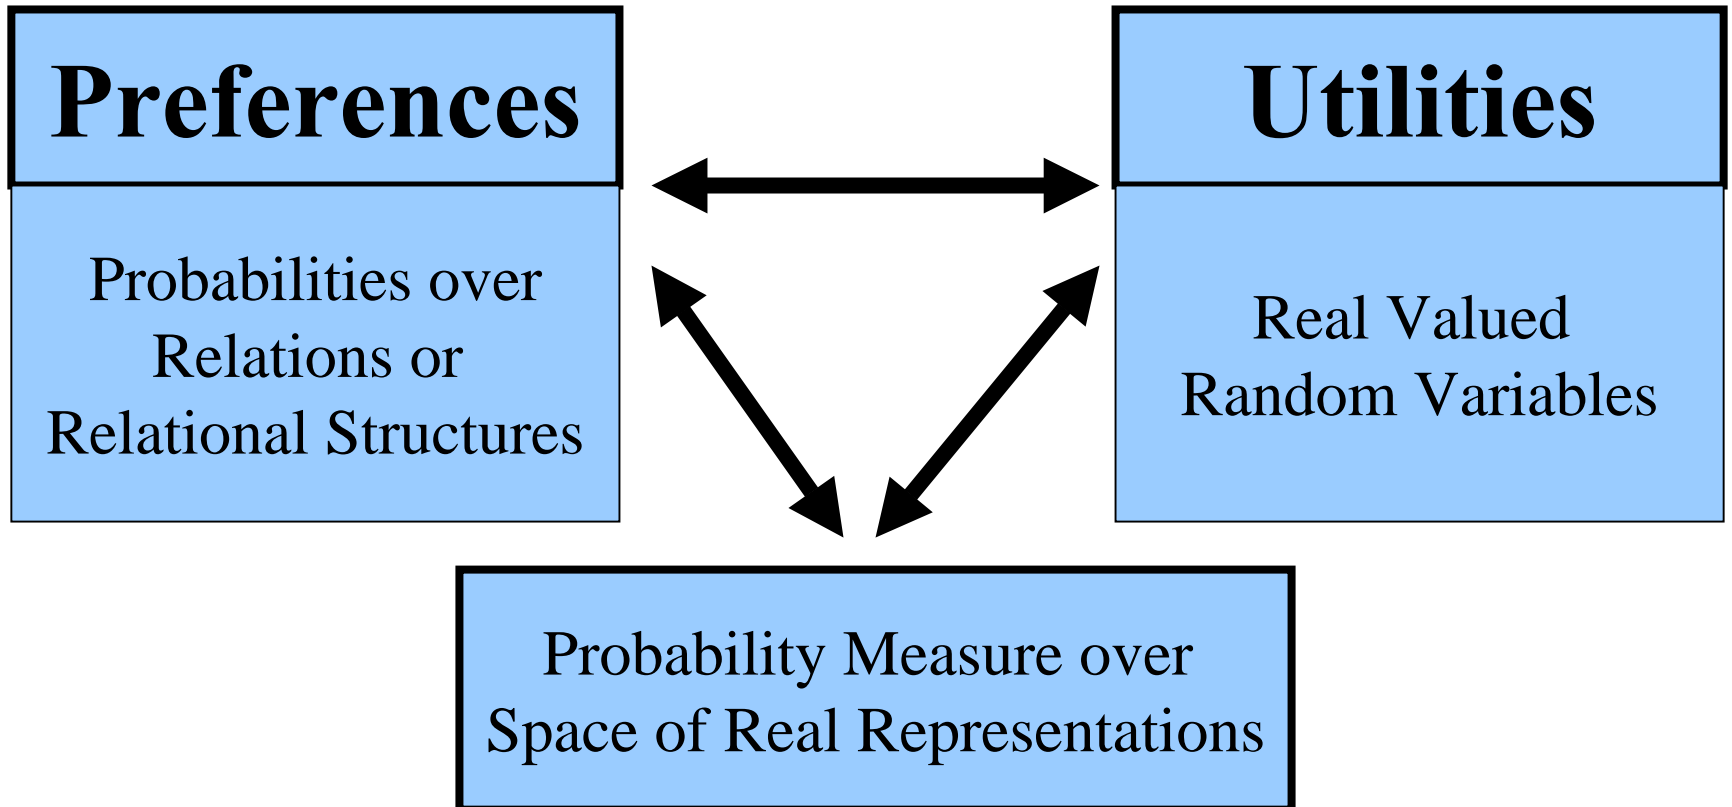 Preferences
Probabilities over
Relations or
Relational Structures
Utilities
Real Valued
Random Variables
Probability Measure over
Space of Real Representations